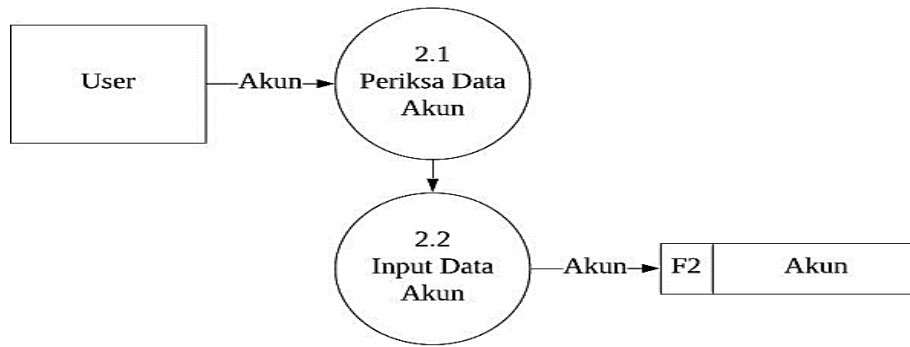 User
Akun
2.1
Periksa Data
Akun
2.2
Input Data
Akun
Akun
F2
Akun